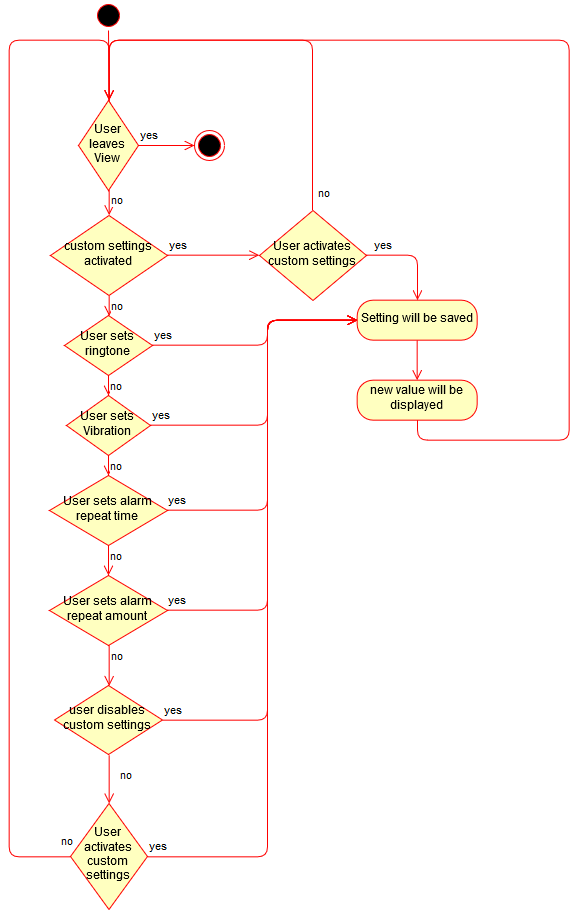 User
leaves
View
yes
no
custom settings
activated
yes
no
User activates
custom settings
no
yes
Setting will be saved
new value will be
displayed
User sets
ringtone
yes
no
User sets
Vibration
yes
no
User sets alarm
repeat time
yes
no
User sets alarm
repeat amount
yes
no
user disables
custom settings
yes
no
User
activates
custom
settings
no
yes